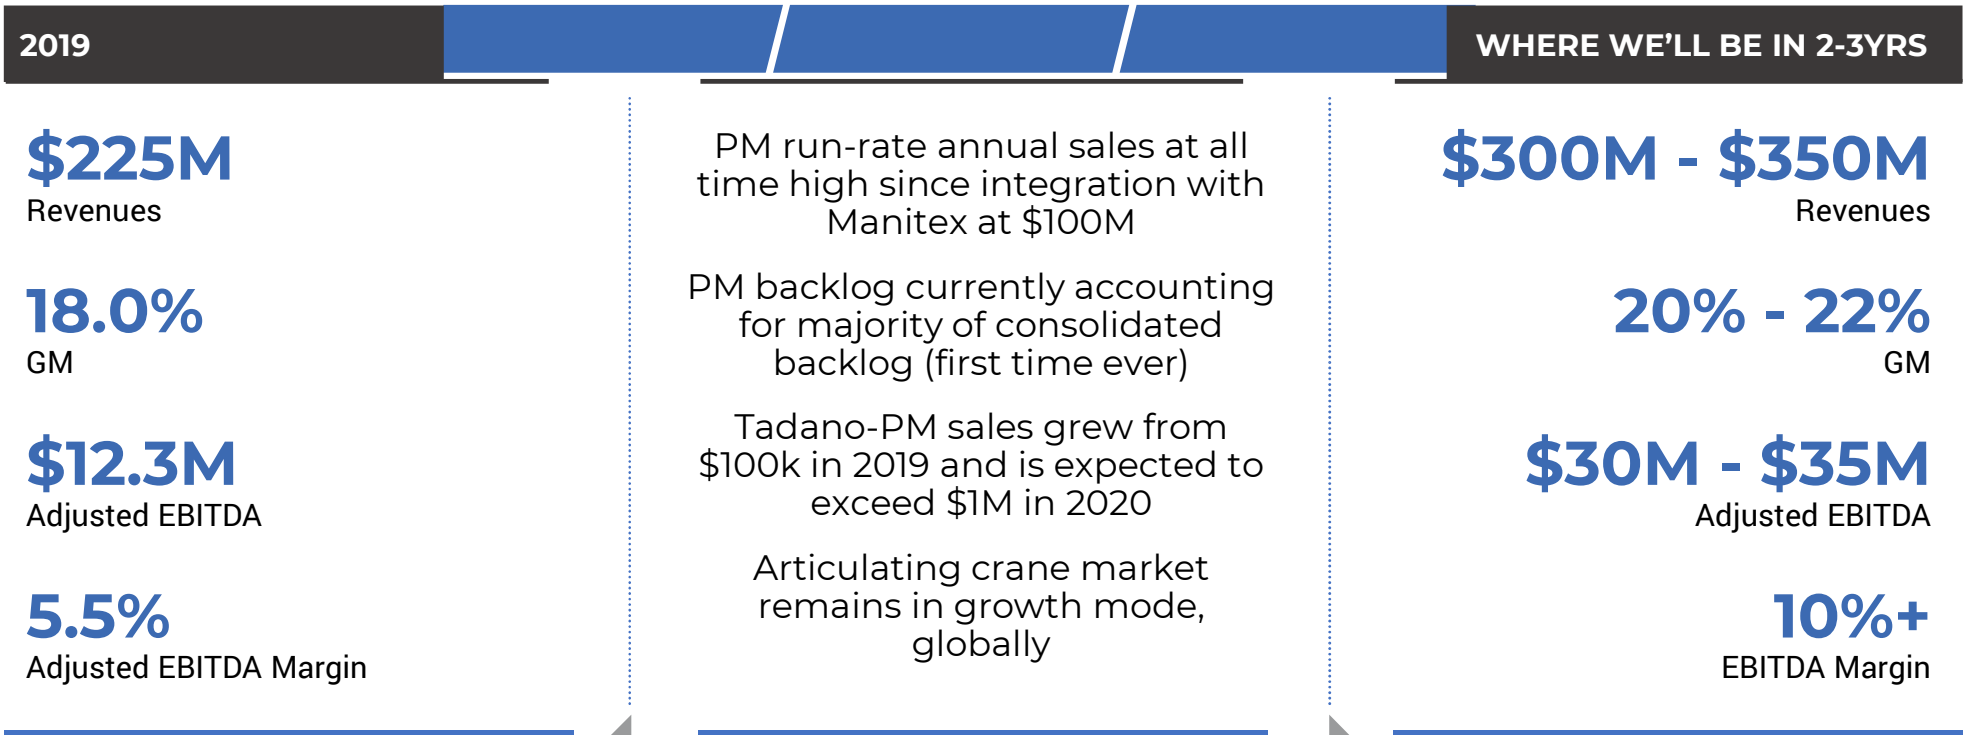 2019
WHERE WE’LL BE IN 2-3YRS
$225M
Revenues
18.0%
GM
$12.3M
Adjusted EBITDA
5.5%
Adjusted EBITDA Margin
PM run-rate annual sales at all
time high since integration with
Manitex at $100M
PM backlog currently accounting
for majority of consolidated
backlog (first time ever)
Tadano-PM sales grew from
$100k in 2019 and is expected to
exceed $1M in 2020
Articulating crane market
remains in growth mode,
globally
$300M - $350M
Revenues
20% - 22%
GM
$30M - $35M
Adjusted EBITDA
10%+
EBITDA Margin